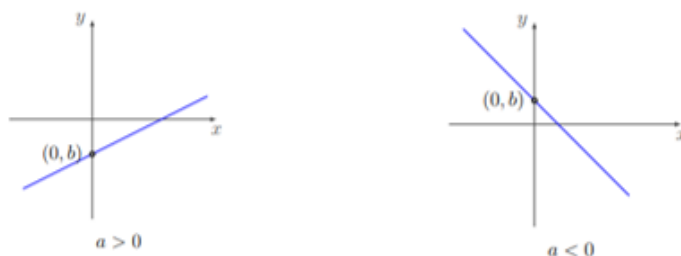 y
(0, b)
x
a > 0
y
(0, b)
x
a < 0